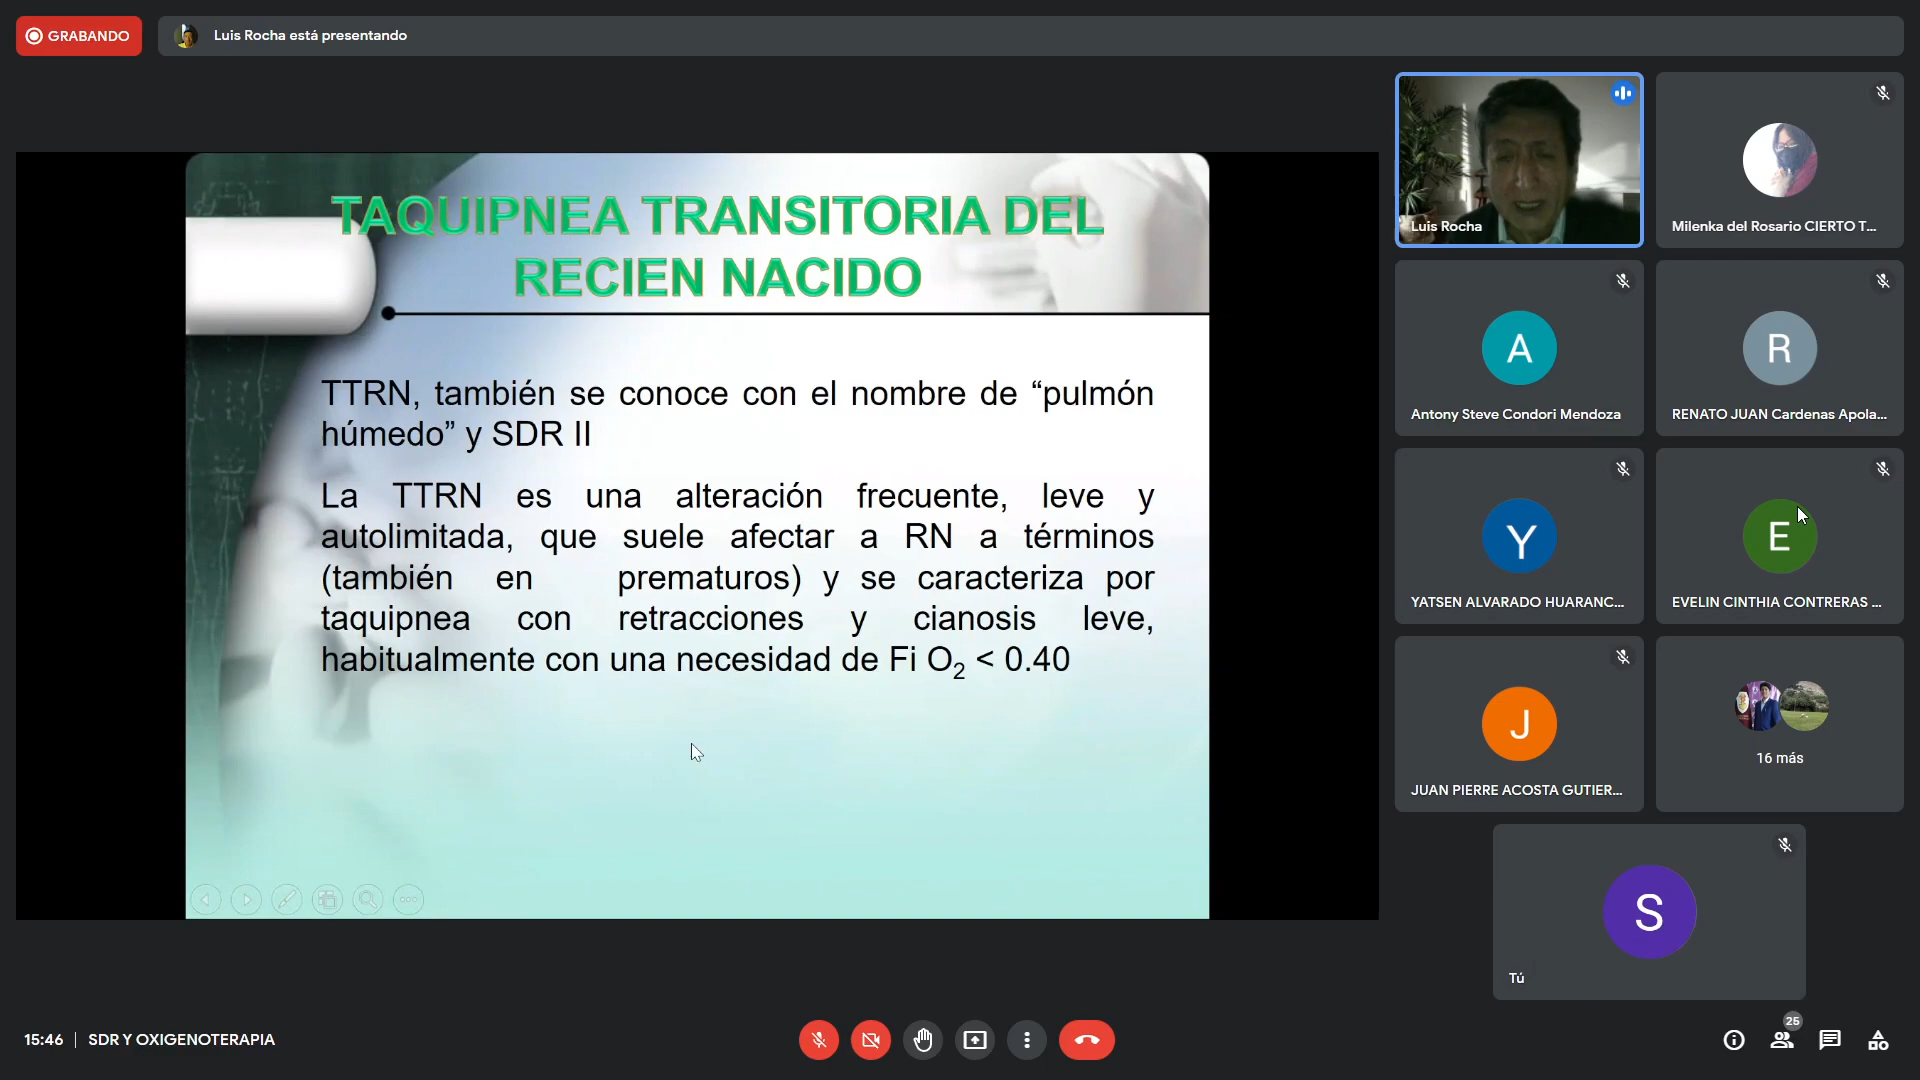 GRABANDO
Luis Rocha está presentando
TAQUIPNEA TRANSITORIA DEL
RECIEN NACIDO
TTRN, también se conoce con el nombre de “pulmón
húmedo” y SDR II
La TTRN es una alteración frecuente, leve y
autolimitada, que suele afectar a RN a términos
(también en prematuros) y se caracteriza por
taquipnea con retracciones y cianosis leve,
habitualmente con una necesidad de Fi O₂ < 0.40
Luis Rocha
Milenka del Rosario CIERTO T...
A
Antony Steve Condori Mendoza
R
RENATO JUAN Cardenas Apola...
Y
YATSEN ALVARADO HUARANC...
E
EVELIN CINTHIA CONTRERAS ...
J
JUAN PIERRE ACOSTA GUTIER...
16 más
S
Tú
15:46 | SDR Y OXIGENOTERAPIA
25